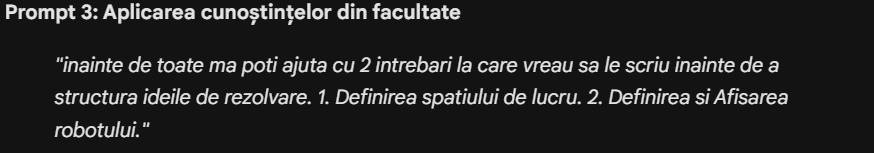 Prompt 3: Aplicarea cunoștințelor din facultate
"inainte de toate ma poti ajuta cu 2 intrebari la care vreau sa le scriu inainte de a
structura ideile de rezolvare. 1. Definirea spatiului de lucru. 2. Definirea si Afisarea
robotului."